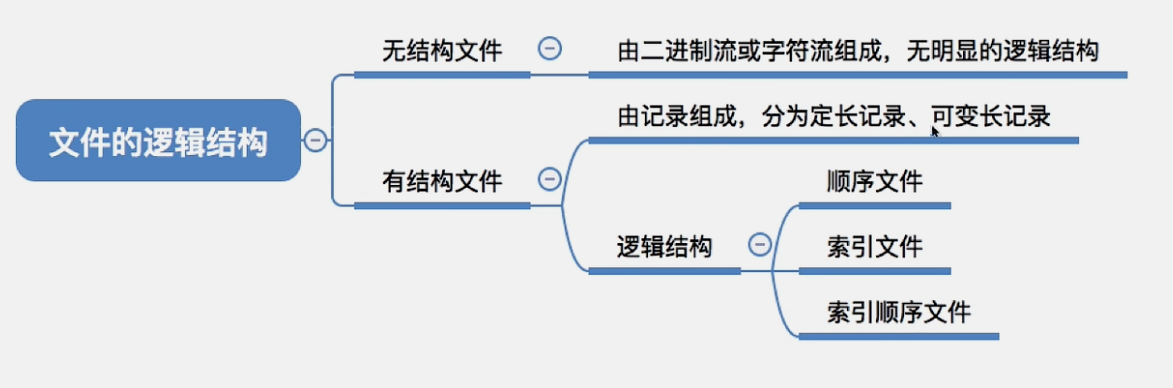 文件的逻辑结构
无结构文件
由二进制流或字符流组成，无明显的逻辑结构
有结构文件
由记录组成，分为定长记录、可变长记录
逻辑结构
顺序文件
索引文件
索引顺序文件